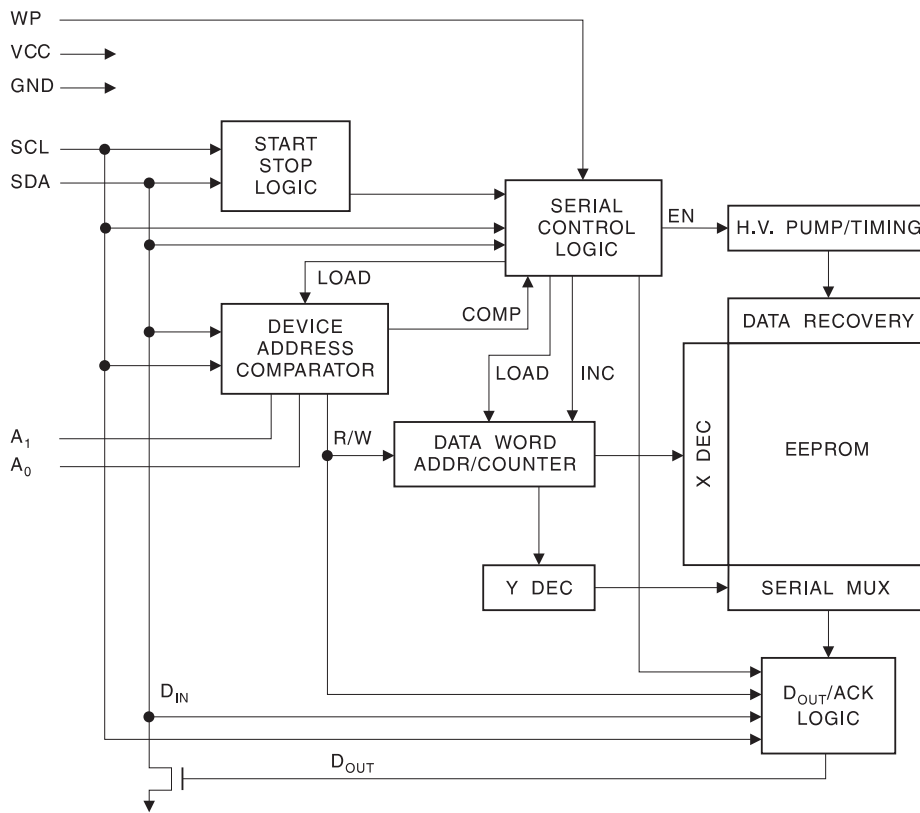 WP
VCC
GND
SCL
SDA
START
STOP
LOGIC
SERIAL
CONTROL
LOGIC
EN
H.V. PUMP/TIMING
LOAD
COMP
DEVICE
ADDRESS
COMPARATOR
DATA RECOVERY
LOAD
INC
A1
A0
R/W
DATA WORD
ADDR/COUNTER
X DEC
EEPROM
Y DEC
SERIAL MUX
DIN
DOUT/ACK
LOGIC
DOUT